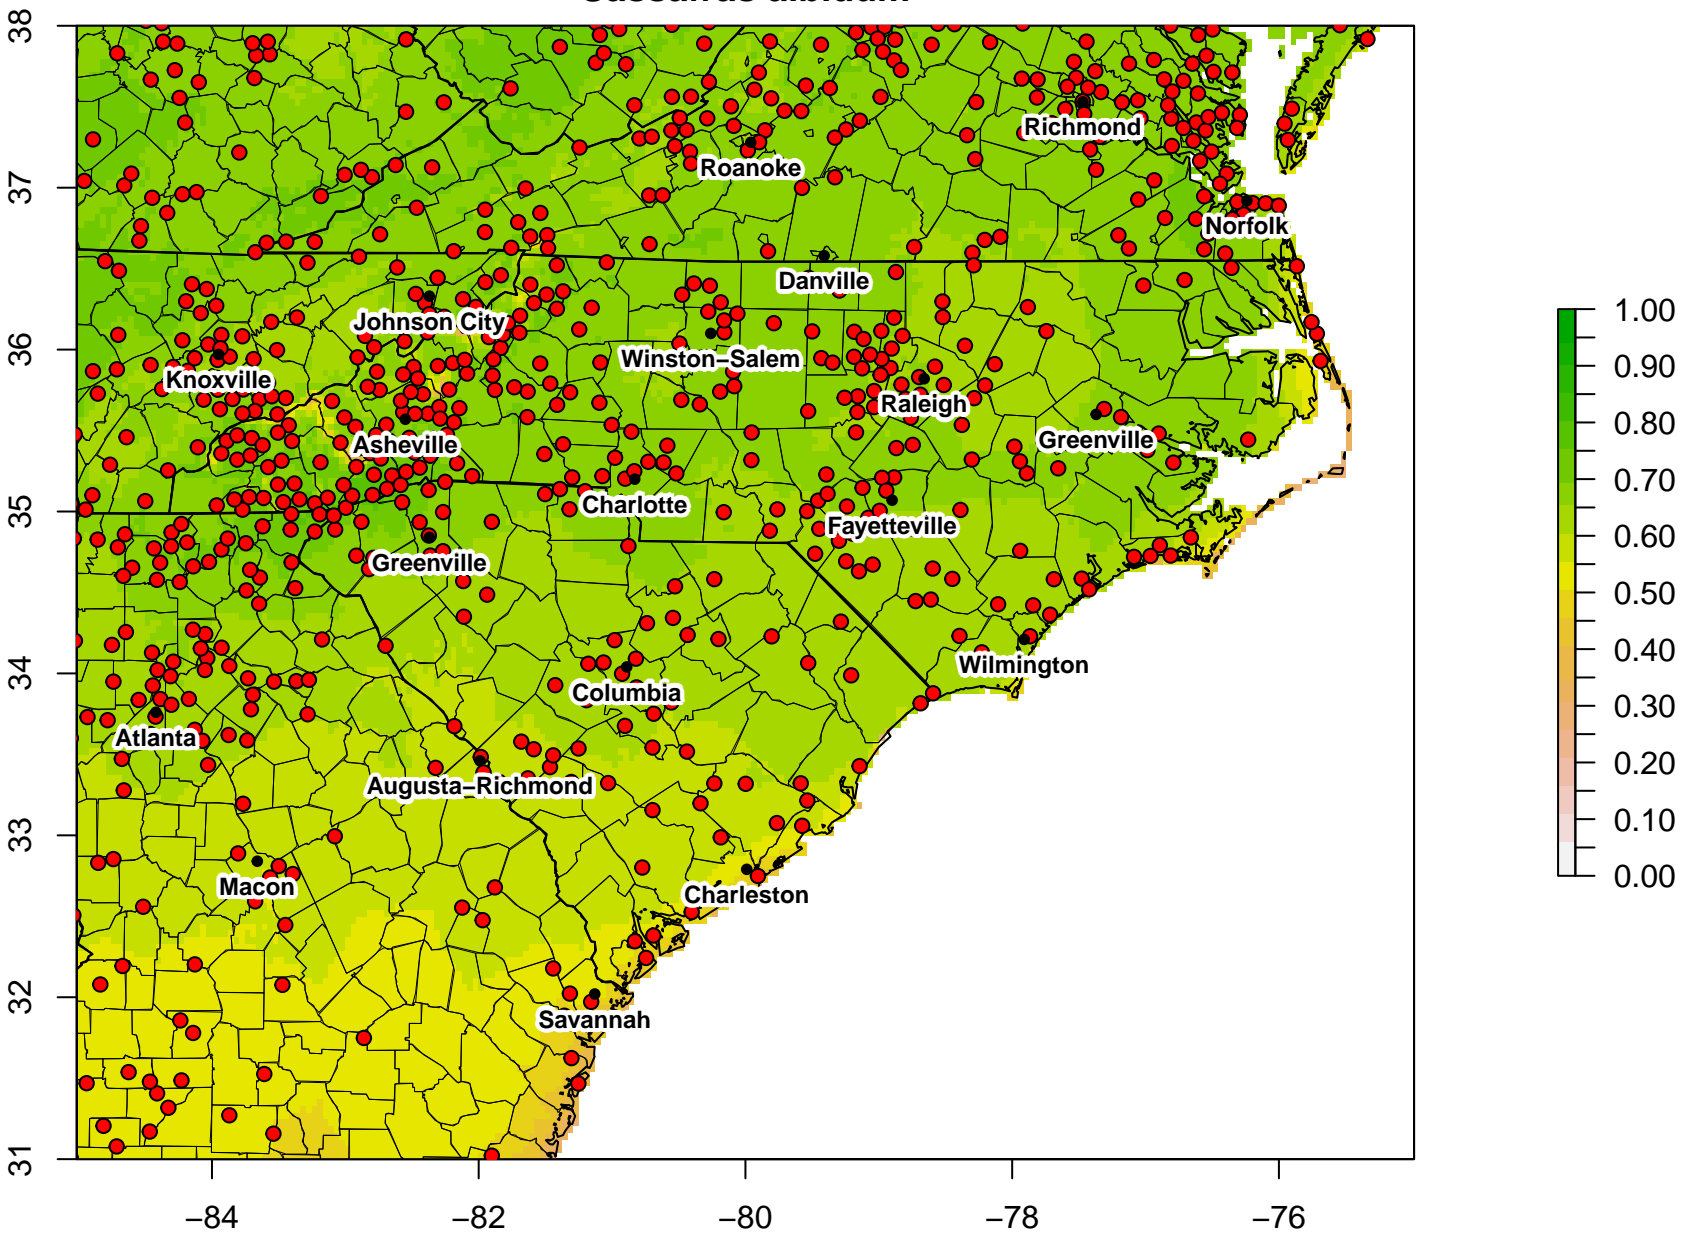 38
37
36
35
34
33
32
31
Richmond
Roanoke
Norfolk
Danville
Johnson City
Winston–Salem
Knoxville
Raleigh
Greenville
Asheville
Charlotte
Fayetteville
Greenville
Wilmington
Columbia
Atlanta
Augusta–Richmond
Macon
Charleston
Savannah
−84 −82 −80 −78 −76
1.00
0.90
0.80
0.70
0.60
0.50
0.40
0.30
0.20
0.10
0.00